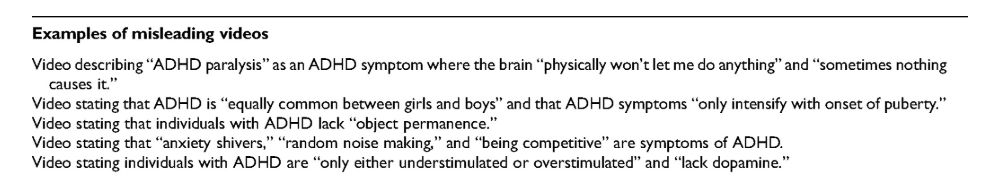 Examples of misleading videos
Video describing “ADHD paralysis” as an ADHD symptom where the brain “physically won’t let me do anything” and “sometimes nothing
causes it.”
Video stating that ADHD is “equally common between girls and boys” and that ADHD symptoms “only intensify with onset of puberty.”
Video stating that individuals with ADHD lack “object permanence.”
Video stating that “anxiety shivers,” “random noise making,” and “being competitive” are symptoms of ADHD.
Video stating individuals with ADHD are “only either understimulated or overstimulated” and “lack dopamine.”